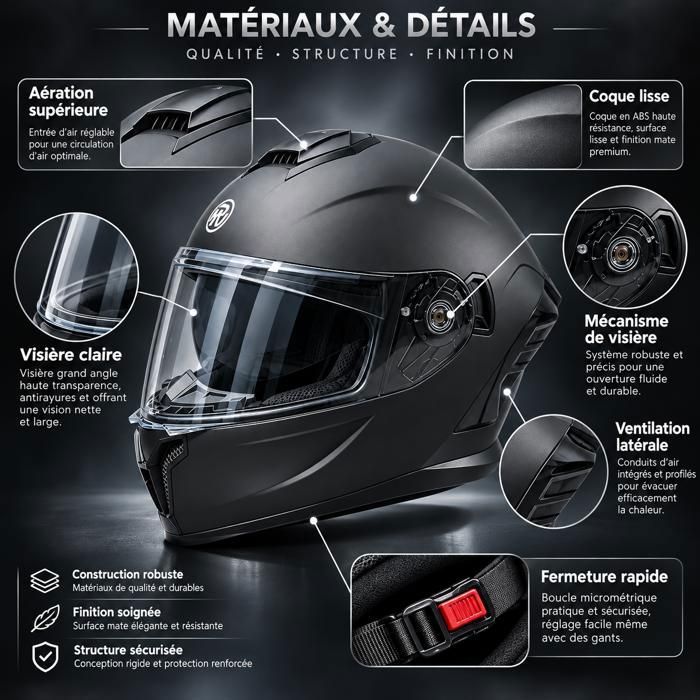 MATÉRIAUX & DÉTAILS
QUALITÉ • STRUCTURE • FINITION
Aération
supérieure
Entrée d'air réglable
pour une circulation
d'air optimale.
Coque lisse
Coque en ABS haute
résistance, surface
lisse et finition mate
premium.
Visière claire
Visière grand angle
haute transparence,
antirayures et offrant
une vision nette
et large.
Mécanisme
de visière
Système robuste et
précis pour une
ouverture fluide
et durable.
Ventilation
latérale
Conduits d'air
intégrés et profilés
pour évacuer
efficacement
la chaleur.
Construction robuste
Matériaux de qualité et durables
Finition soignée
Surface mate élégante et résistante
Structure sécurisée
Conception rigide et protection renforcée
Fermeture rapide
Boucle micrométrique
pratique et sécurisée,
réglage facile même
avec des gants.